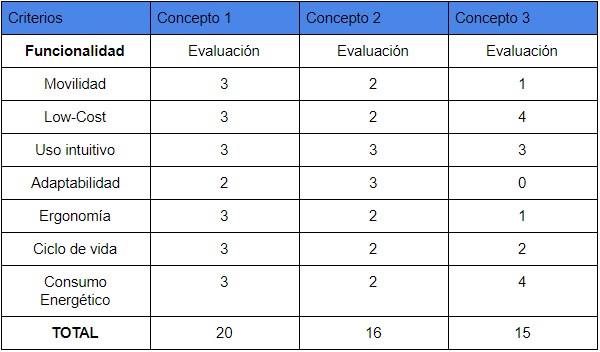 Criterios Concepto 1 Concepto 2 Concepto 3
Funcionalidad Evaluación Evaluación Evaluación
Movilidad 3 2 1
Low-Cost 3 2 4
Uso intuitivo 3 3 3
Adaptabilidad 2 3 0
Ergonomía 3 2 1
Ciclo de vida 3 2 2
Consumo
Energético 3 2 4
TOTAL 20 16 15